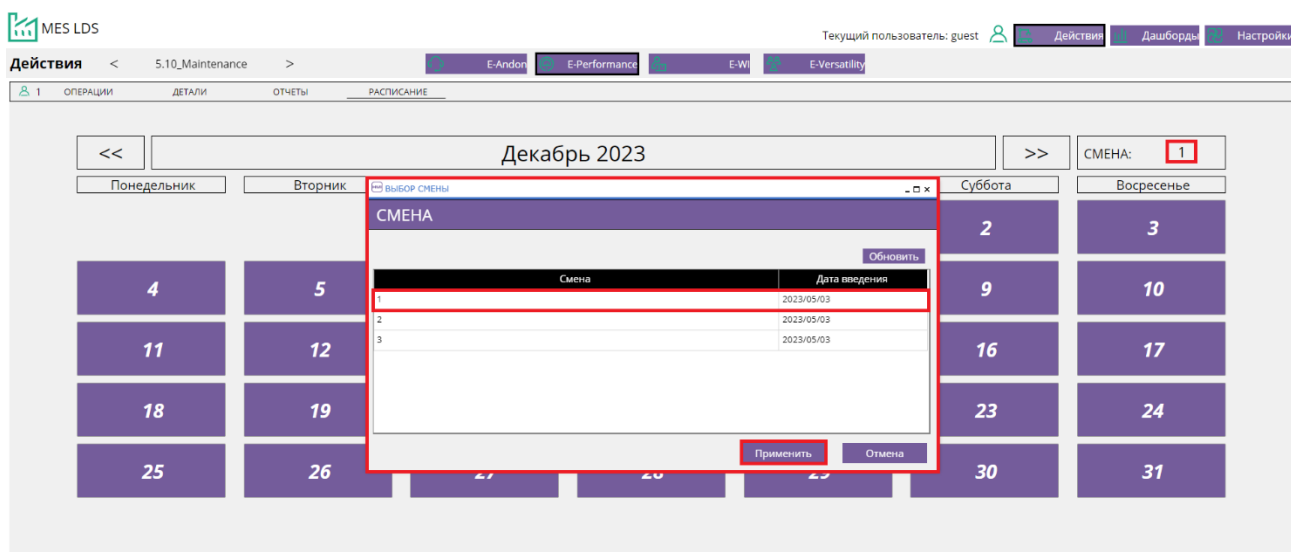 MES LDS
Текущий пользователь: guest Действия Дашборды Настройки
Действия < 5.10_Maintenance > E-Andon E-Performance E-WI E-Versatility
1 ОПЕРАЦИИ ДЕТАЛИ ОТЧЕТЫ РАСПИСАНИЕ
<< Декабрь 2023 >> СМЕНА: 1
Понедельник Вторник Суббота Восресенье
ВЫБОР СМЕНЫ
СМЕНА
2 3
Обновить
Смена Дата введения
4 5 9 10
1 2023/05/03
2 2023/05/03
3 2023/05/03
11 12 16 17
18 19 23 24
Применить Отмена
25 26 27 28 29 30 31